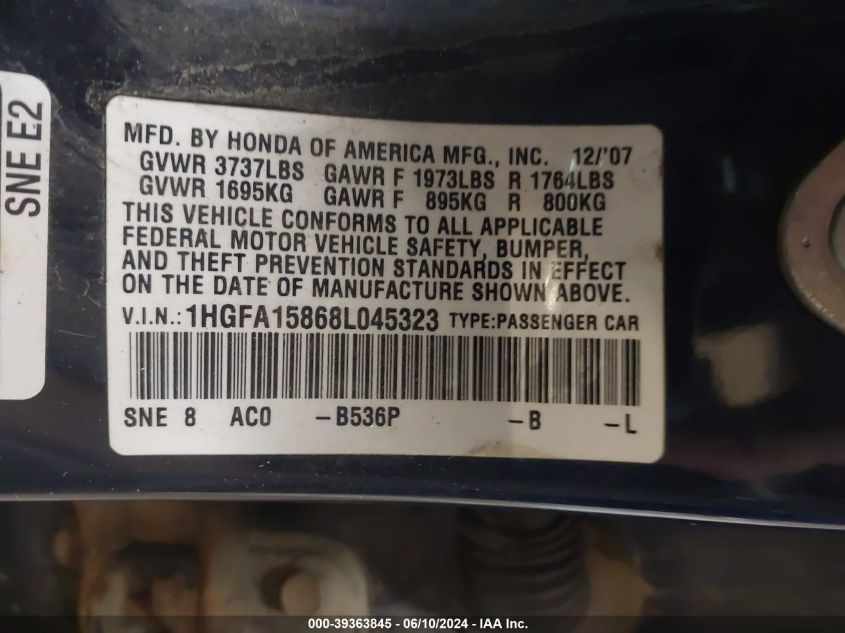 SNE E2
MFD. BY HONDA OF AMERICA MFG., INC. 12/'07
GVWR 3737LBS GAWR F 1973LBS R 1764LBS
GVWR 1695KG GAWR F 895KG R 800KG
THIS VEHICLE CONFORMS TO ALL APPLICABLE
FEDERAL MOTOR VEHICLE SAFETY, BUMPER,
AND THEFT PREVENTION STANDARDS IN EFFECT
ON THE DATE OF MANUFACTURE SHOWN ABOVE.
V.I.N.: 1HGFA15868L045323 TYPE:PASSENGER CAR
SNE 8 AC0 -B536P -B -L
000-39363845 - 06/10/2024 - IAA Inc.